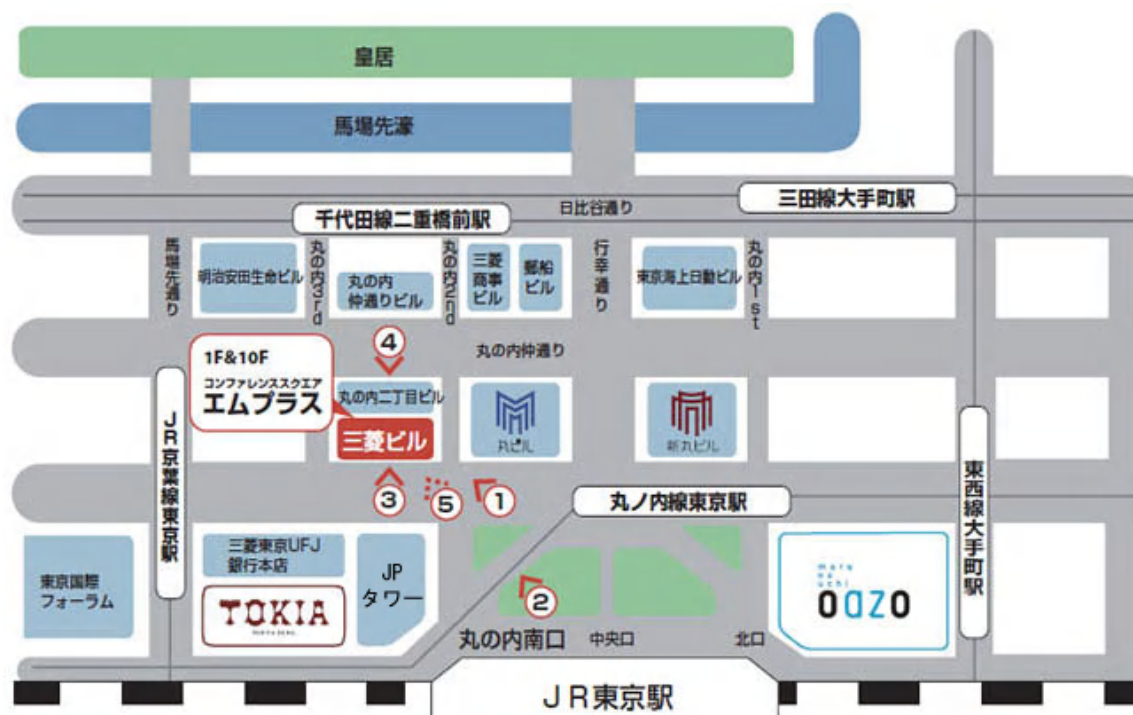 皇居
馬場先濠
三田線大手町駅
日比谷通り
千代田線二重橋前駅
馬場先通り
明治安田生命ビル
丸の内3rd
丸の内
仲通りビル
丸の内2nd
三菱
商事
ビル
郵船
ビル
行幸通り
東京海上日動ビル
丸の内1st
4
丸の内仲通り
1F&10F
コンファレンススクエア
エムプラス
丸の内二丁目ビル
三菱ビル
丸ビル
新丸ビル
JR京葉線東京駅
3
5
1
丸ノ内線東京駅
東西線大手町駅
東京国際
フォーラム
三菱東京UFJ
銀行本店
TOKIA
JP
タワー
2
maru
no
uchi
oazo
丸の内南口
中央口
北口
JR東京駅